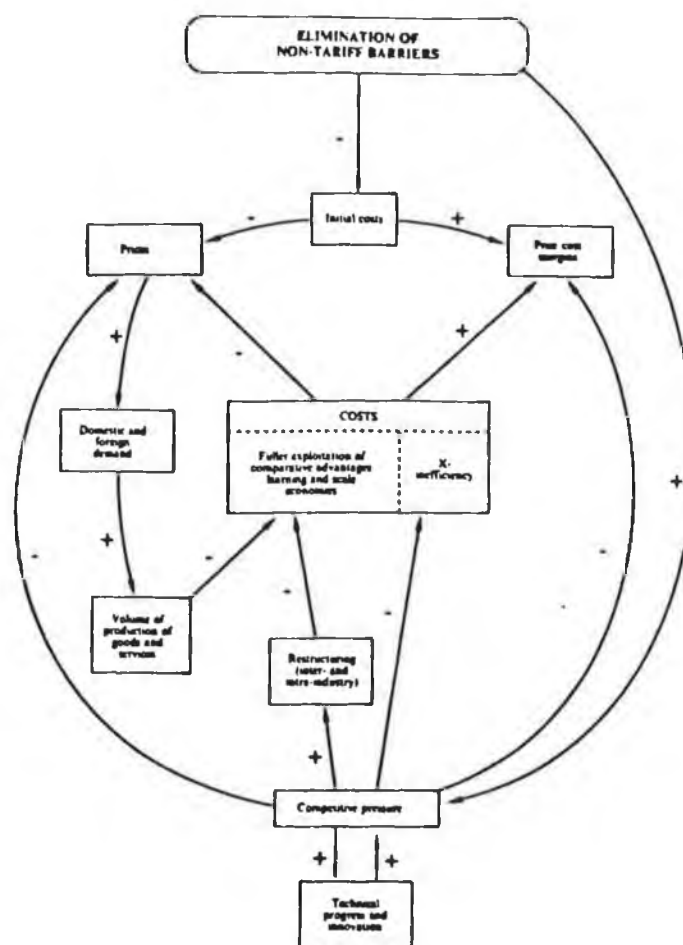 ELIMINATION OF
NON-TARIFF BARRIERS
-
Initial costs
-
+
Prices
Price cost
margins
+
-
+
Domestic and
foreign
demand
COSTS
Fuller exploitation of
comparative advantages
learning and scale
economies
X-
inefficiency
+
-
+
-
-
-
-
Volume of
production of
goods and
services
Restructuring
(inter- and
intra-industry)
+
Competitive pressure
+
+
Technical
progress and
innovation